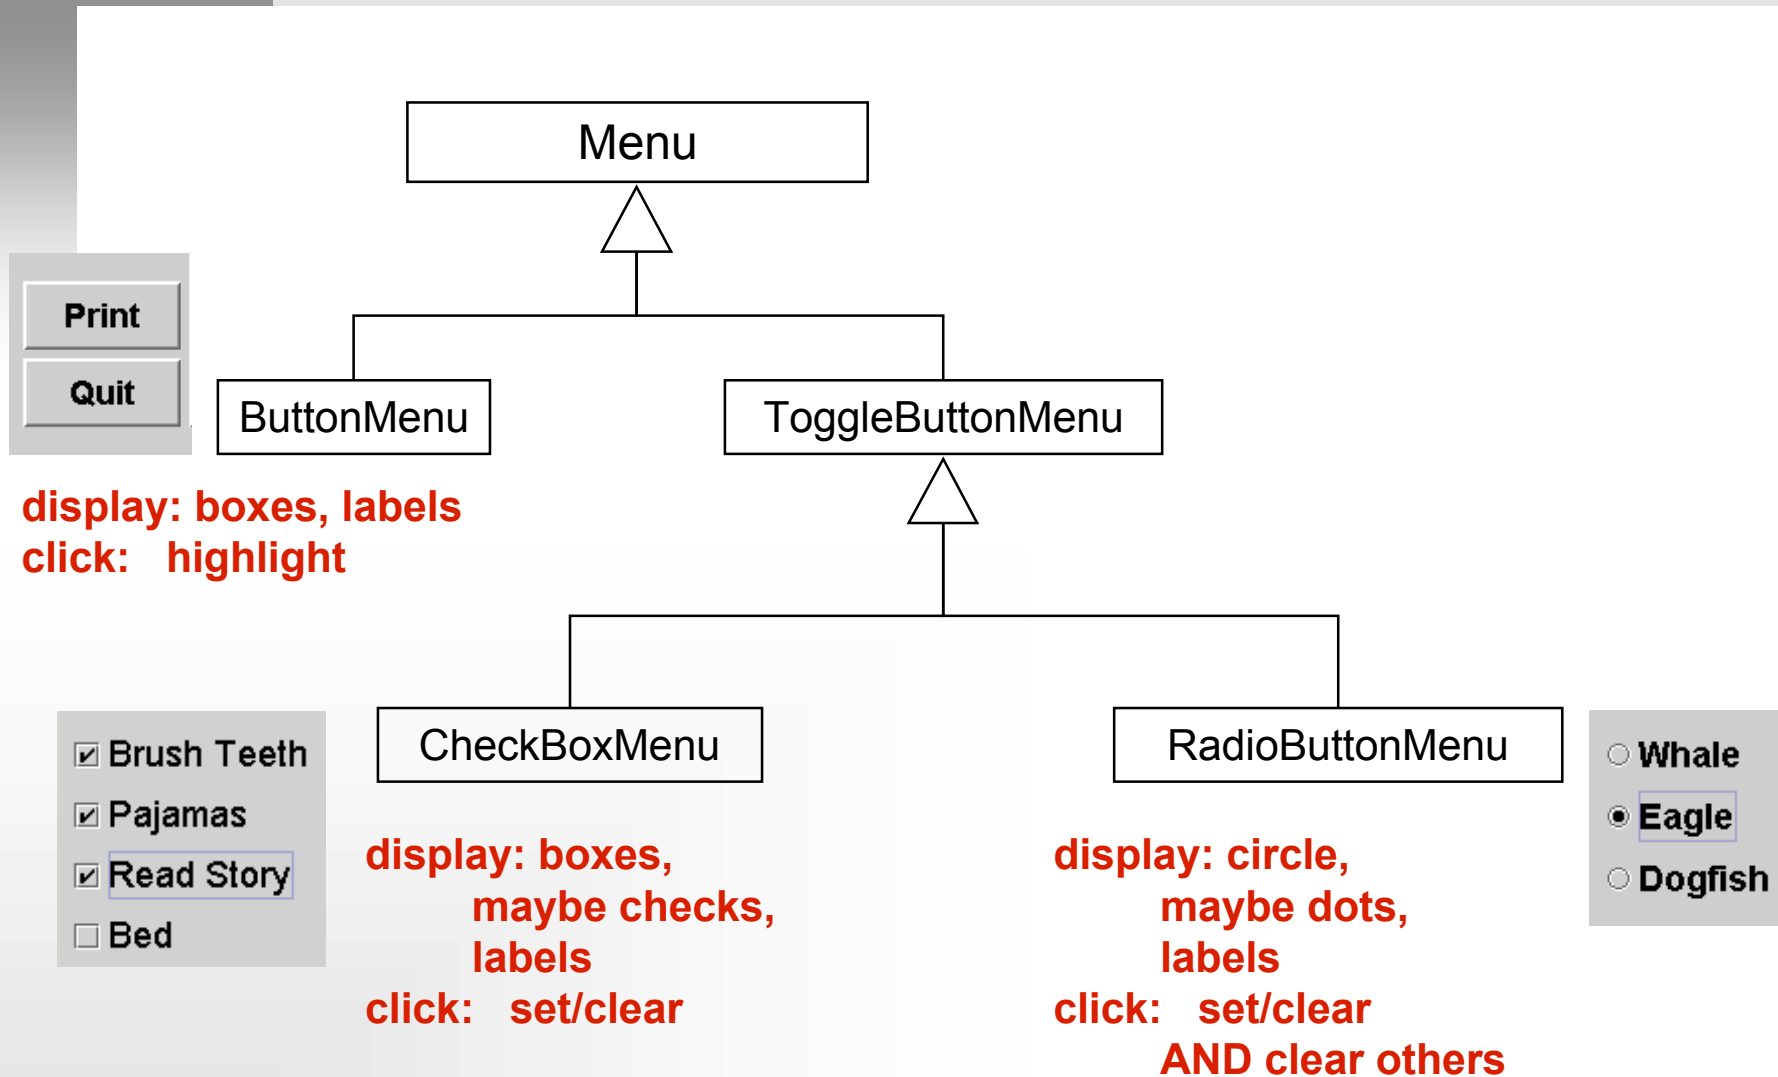 Menu
Print
Quit
ButtonMenu
ToggleButtonMenu
display: boxes, labels
click: highlight
Brush Teeth
Pajamas
Read Story
Bed
CheckBoxMenu
display: boxes,
maybe checks,
labels
click: set/clear
RadioButtonMenu
display: circle,
maybe dots,
labels
click: set/clear
AND clear others
Whale
Eagle
Dogfish